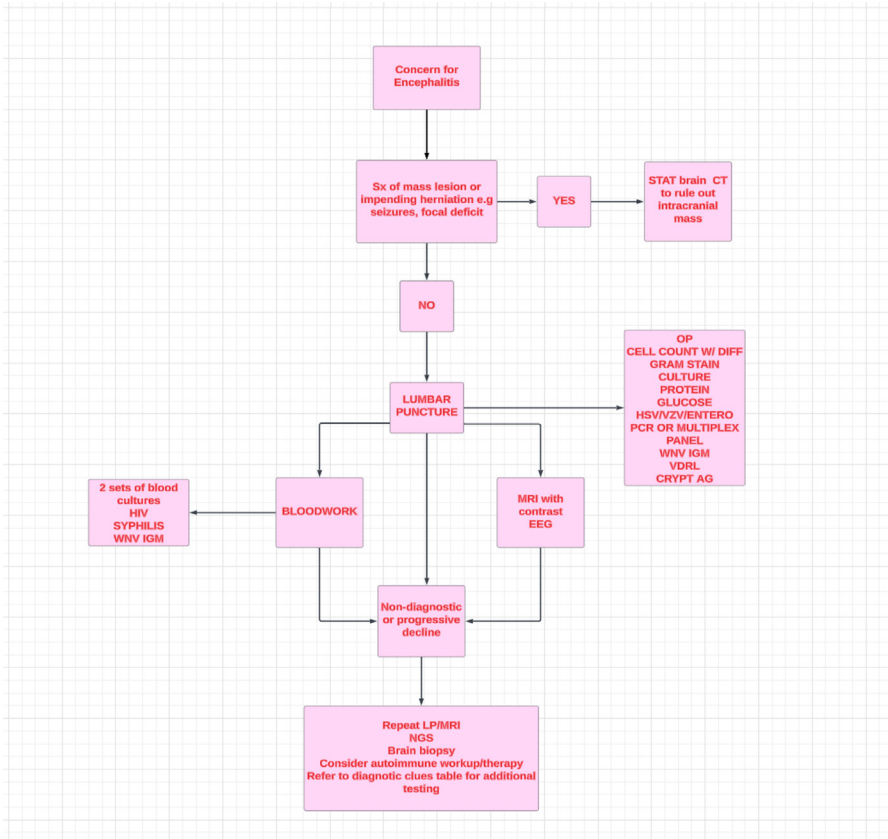 Concern for
Encephalitis
Sx of mass lesion or
impending herniation e.g
seizures, focal deficit
YES
STAT brain CT
to rule out
intracranial
mass
NO
LUMBAR
PUNCTURE
OP
CELL COUNT W/ DIFF
GRAM STAIN
CULTURE
PROTEIN
GLUCOSE
HSV/VZV/ENTERO
PCR OR MULTIPLEX
PANEL
WNV IGM
VDRL
CRYPT AG
2 sets of blood
cultures
HIV
SYPHILIS
WNV IGM
BLOODWORK
MRI with
contrast
EEG
Non-diagnostic
or progressive
decline
Repeat LP/MRI
NGS
Brain biopsy
Consider autoimmune workup/therapy
Refer to diagnostic clues table for additional
testing